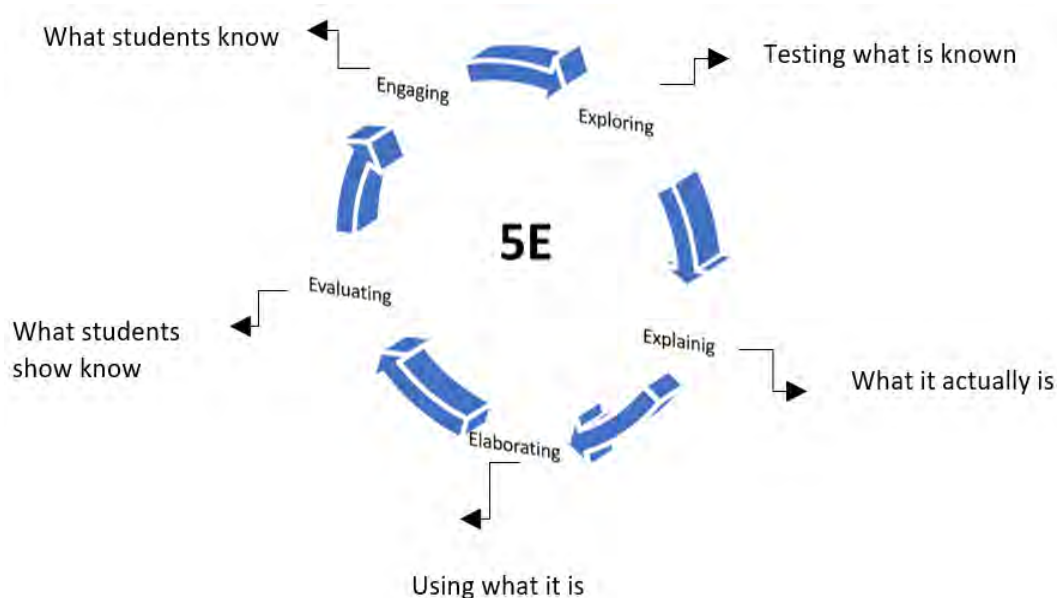 What students know
Engaging
Exploring
Testing what is known
5E
Evaluating
What students
show know
Explainig
What it actually is
Elaborating
Using what it is